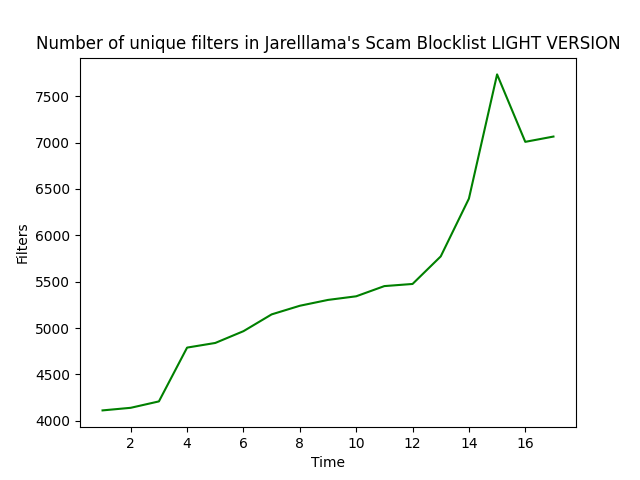 Number of unique filters in Jarelllama's Scam Blocklist LIGHT VERSION
7500
7000
6500
6000
5500
5000
4500
4000
Filters
2 4 6 8 10 12 14 16
Time